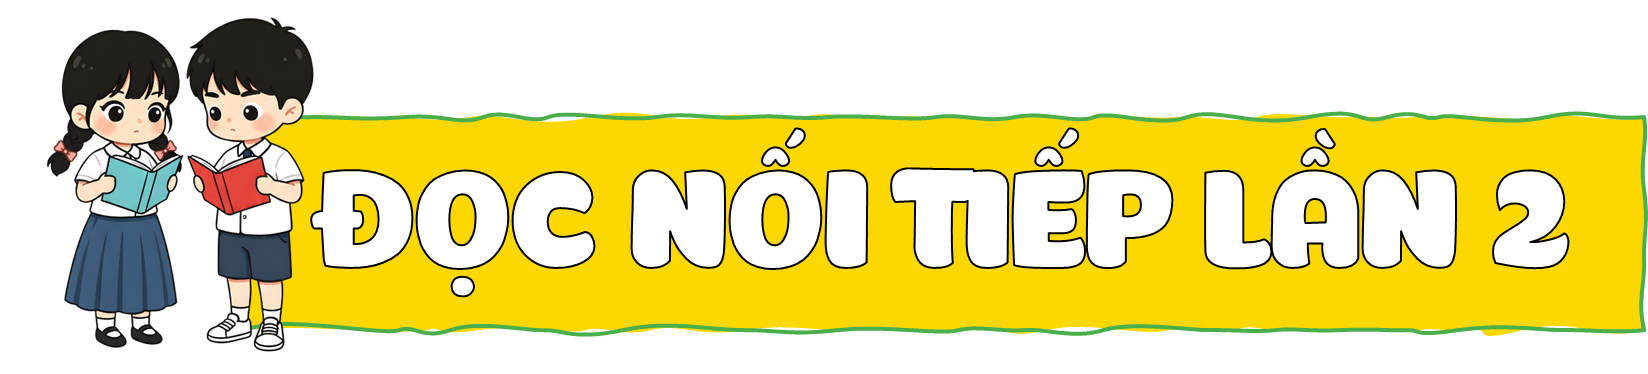 ĐỌC NỐI TIẾP LẦN 2